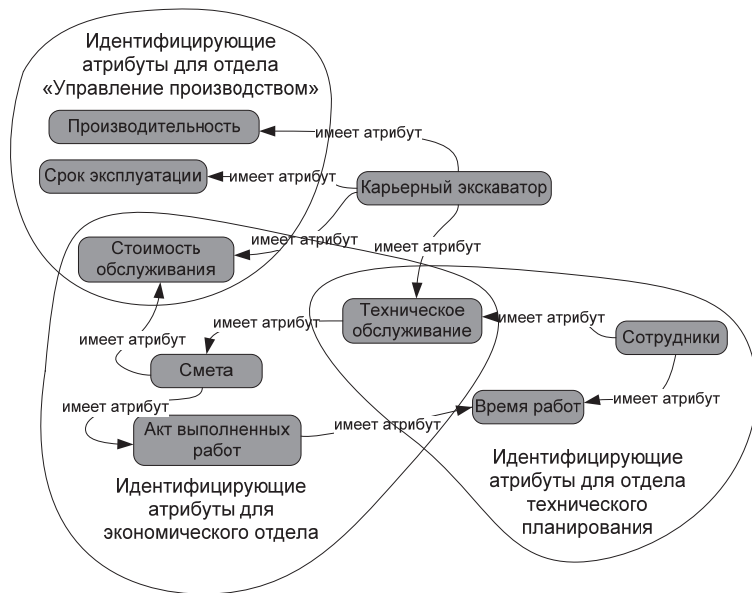 Идентифицирующие
атрибуты для отдела
«Управление производством»
Производительность
имеет атрибут
Срок эксплуатации
имеет атрибут
Карьерный экскаватор
имеет атрибут
имеет атрибут
Стоимость
обслуживания
Техническое
обслуживание
имеет атрибут
имеет атрибут
Сотрудники
имеет атрибут
Смета
имеет атрибут
Время работ
имеет атрибут
Акт выполненных
работ
имеет атрибут
Идентифицирующие
атрибуты для
экономического отдела
Идентифицирующие
атрибуты для отдела
технического
планирования